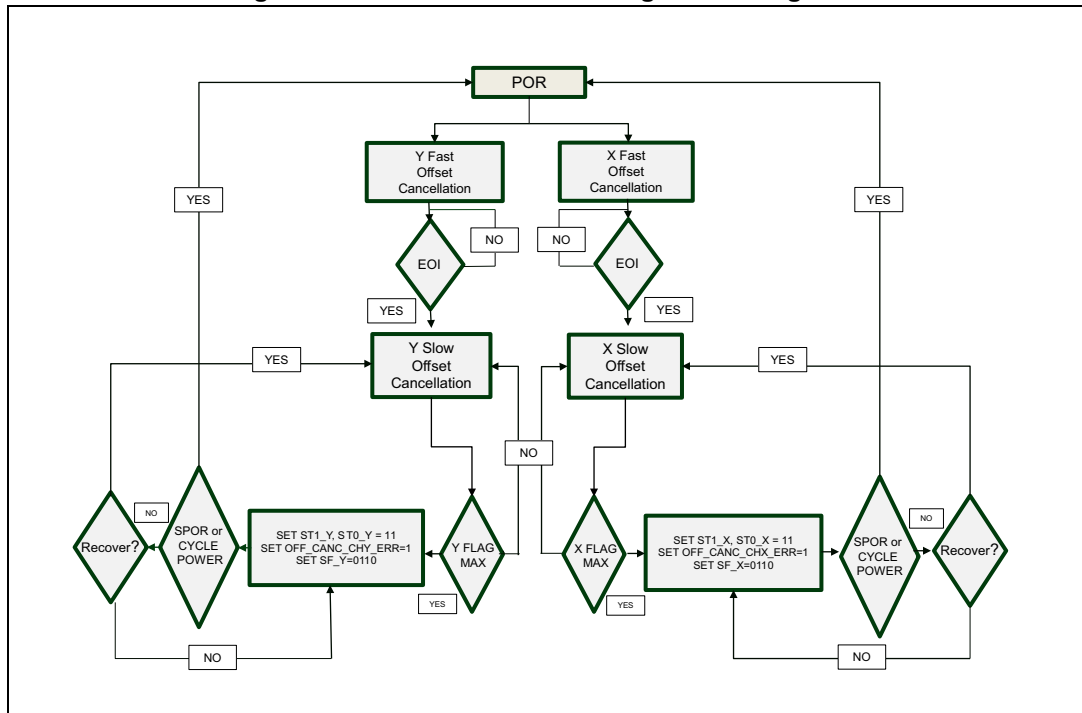 POR
Y Fast
Offset
Cancellation
X Fast
Offset
Cancellation
YES
YES
NO
NO
EOI
EOI
YES
YES
Y Slow
Offset
Cancellation
X Slow
Offset
Cancellation
YES
YES
NO
NO
SPOR or
CYCLE
POWER
Recover?
SET ST1_Y, ST0_Y = 11
SET OFF_CANC_CHY_ERR=1
SET SF_Y=0110
Y FLAG
MAX
YES
X FLAG
MAX
YES
SET ST1_X, ST0_X = 11
SET OFF_CANC_CHX_ERR=1
SET SF_X=0110
SPOR or
CYCLE
POWER
NO
Recover?
NO
NO